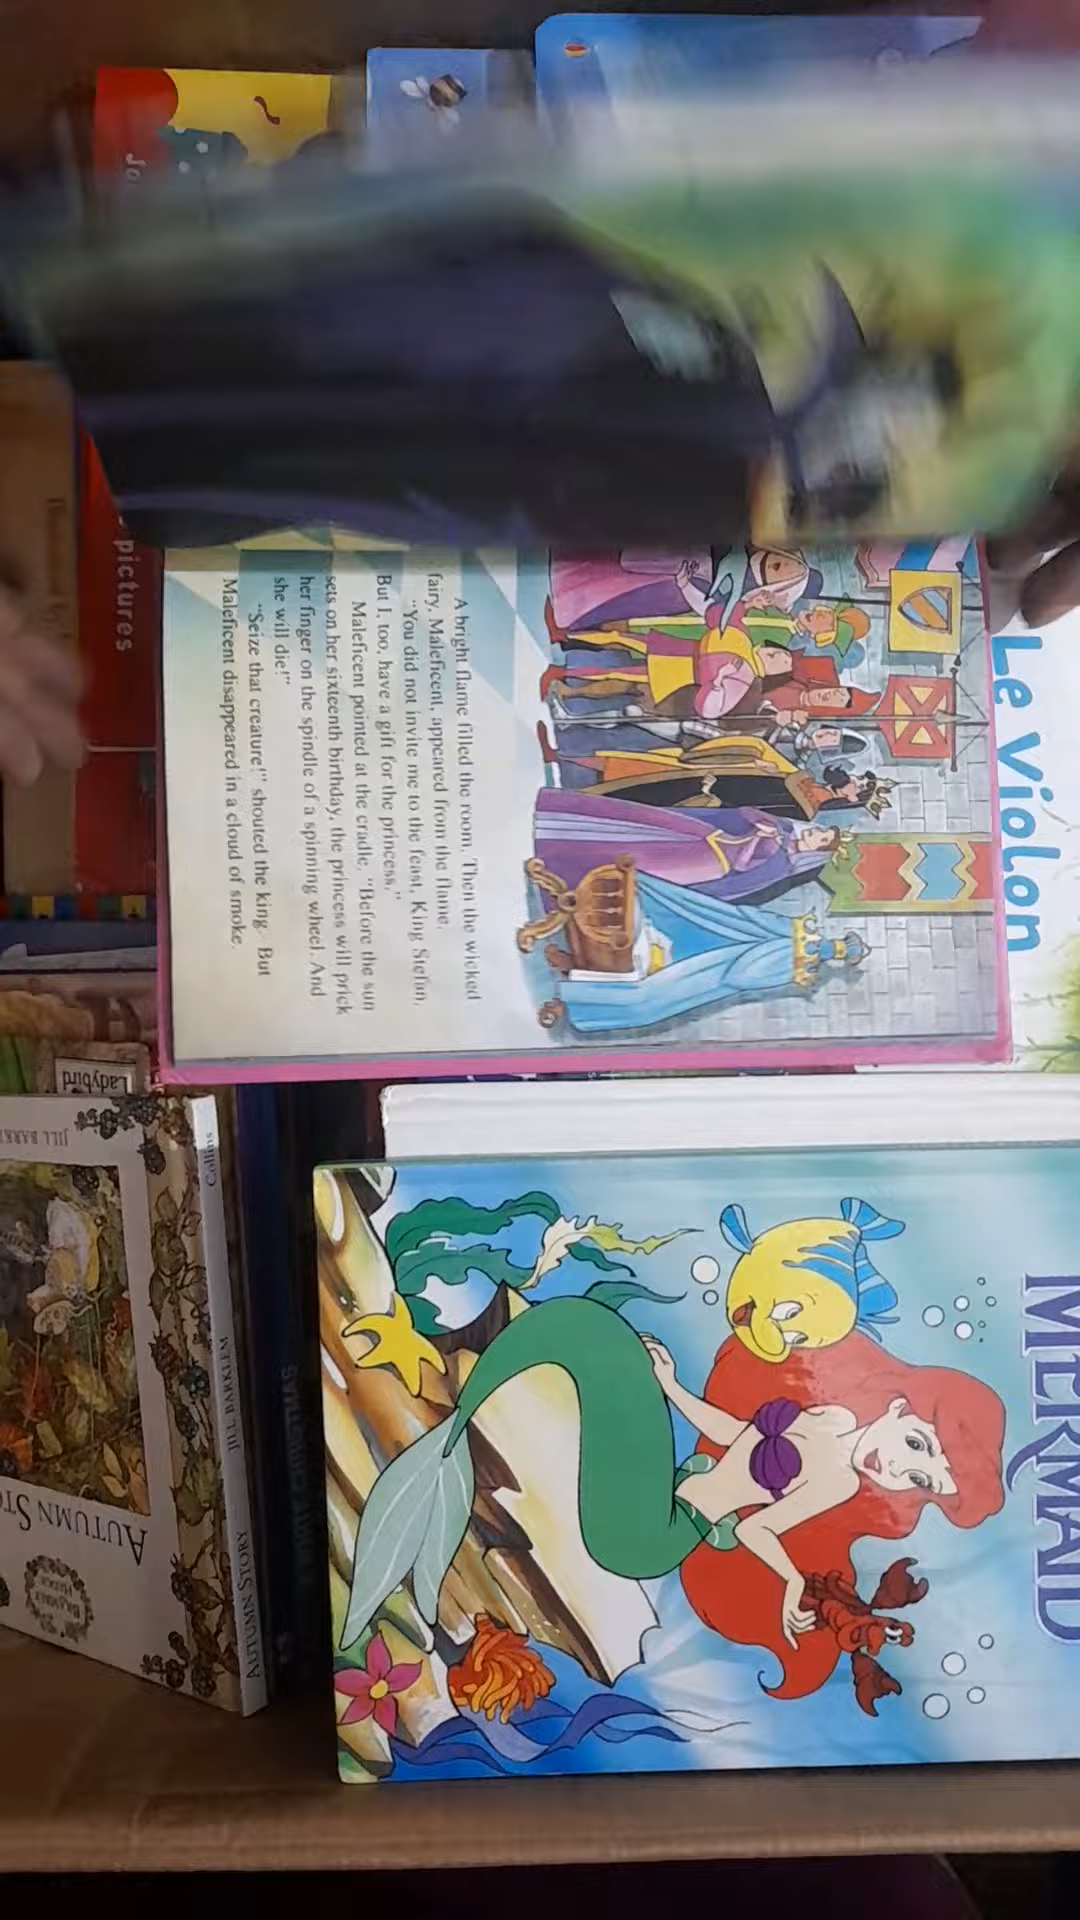 A bright flame filled the room. Then the wicked
fairy, Maleficent, appeared from the flame.
"You did not invite me to the feast, King Stefan.
But I, too, have a gift for the princess."
Maleficent pointed at the cradle. "Before the sun
sets on her sixteenth birthday, the princess will prick
her finger on the spindle of a spinning wheel. And
she will die!"
"Seize that creature!" shouted the king. But
Maleficent disappeared in a cloud of smoke.
Le Violon
MERMAID
pictures
Ladybird
Collins
JILL BARKLEM
AUTUMN STORY
JILL
AUTUMN
BRAMBLY
HEDGE